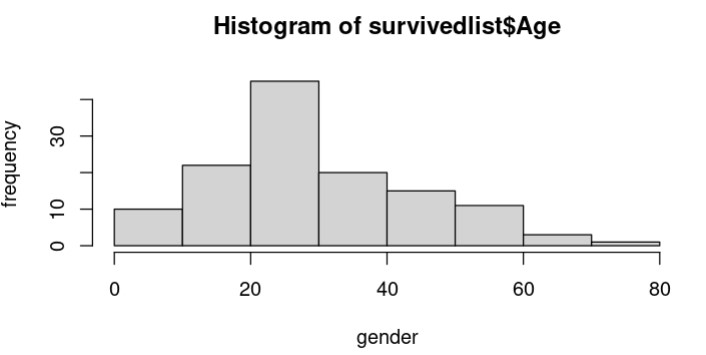 Histogram of survivedlist$Age
frequency
30
10
0
0 20 40 60 80
gender